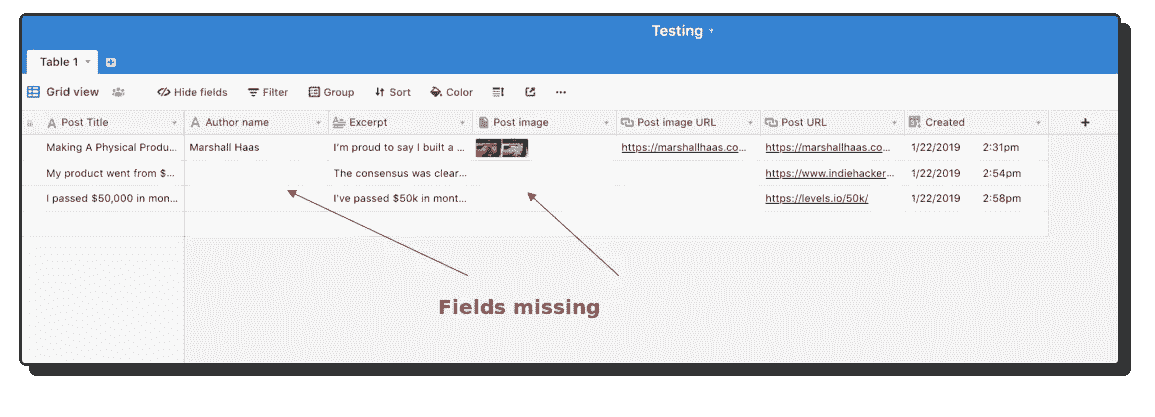 Testing
Table 1
Grid view Hide fields Filter Group Sort Color ...
Post Title Author name Excerpt Post image Post image URL Post URL Created
Making A Physical Produ... Marshall Haas I'm proud to say I built a ... https://marshallhaas.co... https://marshallhaas.co... 1/22/2019 2:31pm
My product went from $... The consensus was clear... https://www.indiehacker... 1/22/2019 2:54pm
I passed $50,000 in mon... I've passed $50k in mont... https://levels.io/50k/ 1/22/2019 2:58pm
Fields missing